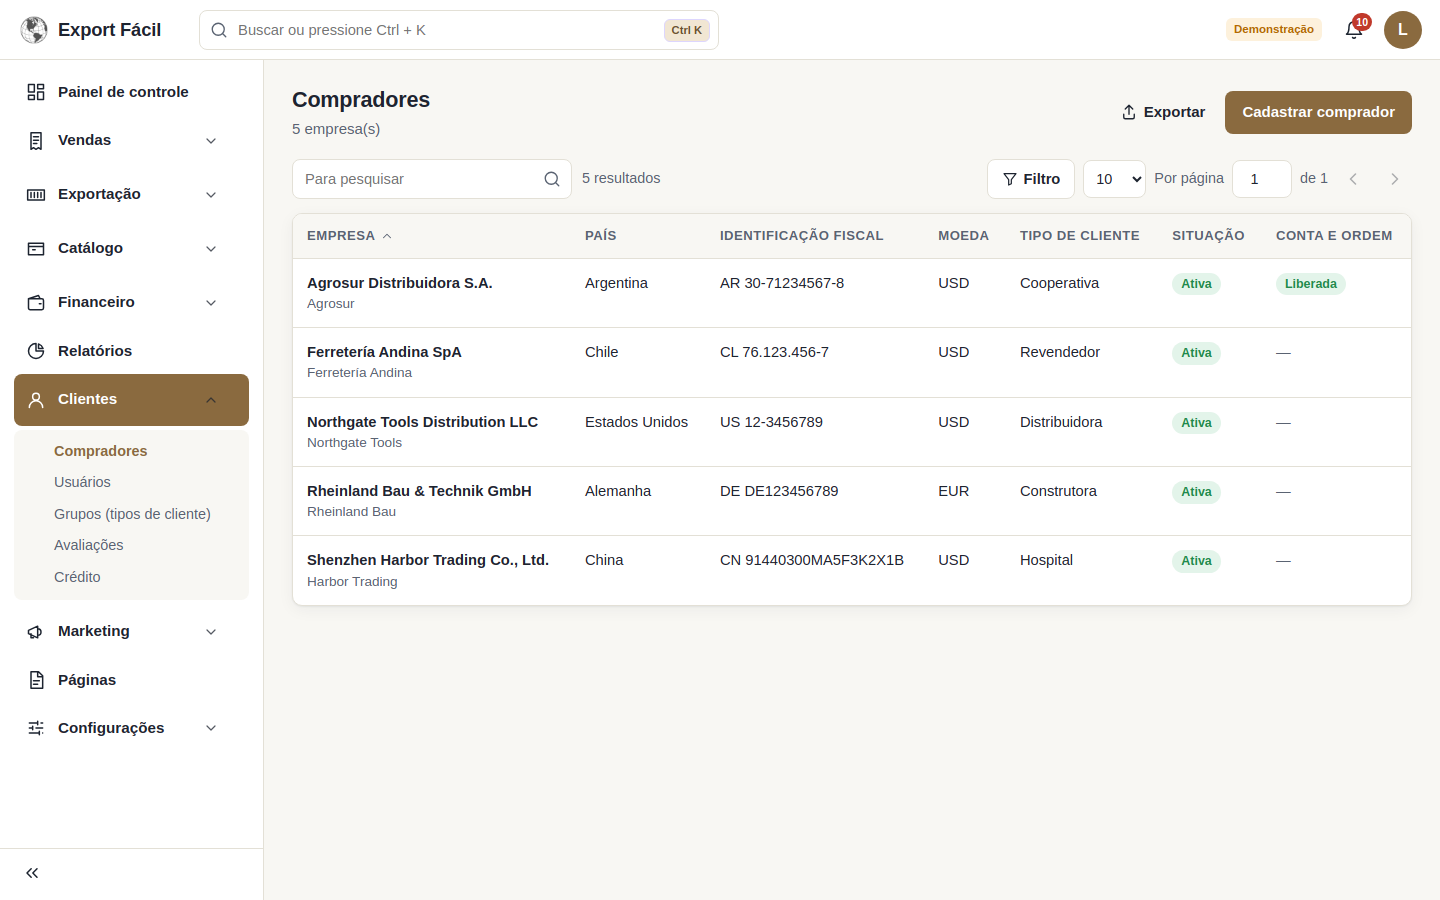 Export Fácil
Buscar ou pressione Ctrl + K
Ctrl K
Demonstração
10
L
Painel de controle
Vendas
Exportação
Catálogo
Financeiro
Relatórios
Clientes
Compradores
Usuários
Grupos (tipos de cliente)
Avaliações
Crédito
Marketing
Páginas
Configurações
Compradores
5 empresa(s)
Exportar
Cadastrar comprador
Para pesquisar
5 resultados
Filtro
10
Por página
1
de 1
EMPRESA PAÍS IDENTIFICAÇÃO FISCAL MOEDA TIPO DE CLIENTE SITUAÇÃO CONTA E ORDEM
Agrosur Distribuidora S.A. Argentina AR 30-71234567-8 USD Cooperativa Ativa Liberada
Agrosur
Ferretería Andina SpA Chile CL 76.123.456-7 USD Revendedor Ativa —
Ferretería Andina
Northgate Tools Distribution LLC Estados Unidos US 12-3456789 USD Distribuidora Ativa —
Northgate Tools
Rheinland Bau & Technik GmbH Alemanha DE DE123456789 EUR Construtora Ativa —
Rheinland Bau
Shenzhen Harbor Trading Co., Ltd. China CN 91440300MA5F3K2X1B USD Hospital Ativa —
Harbor Trading